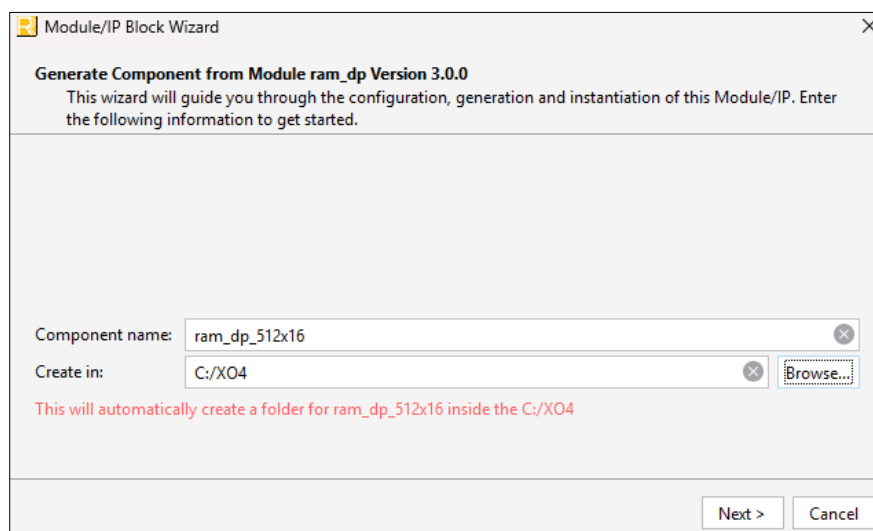 Module/IP Block Wizard
Generate Component from Module ram_dp Version 3.0.0
This wizard will guide you through the configuration, generation and instantiation of this Module/IP. Enter
the following information to get started.
Component name: ram_dp_512x16
Create in: C:/XO4 Browse...
This will automatically create a folder for ram_dp_512x16 inside the C:/XO4
Next > Cancel